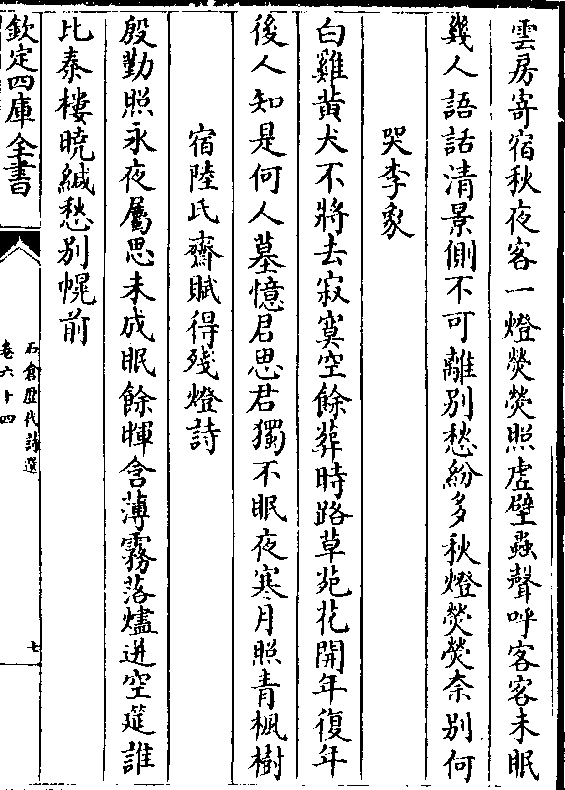 雲房寄宿秋夜客一燈熒熒照虛壁蟲聲呼客客未眠
幾人語話清景側不可離別愁紛多秋燈熒熒柰別何
哭李彖
白雞黄犬不將去寂寞空餘葬時路草苑花開年復年
後人知是何人墓憶君思君獨不眠夜寒月照青楓樹
宿陸氏齋賦得殘燈詩
殷勤照永夜屬思未成眠餘暉含薄霧落燼迸空筵誰
比秦樓曉緘愁别幌前
欽定四庫全書
石倉歷代詩選
卷六十四
七